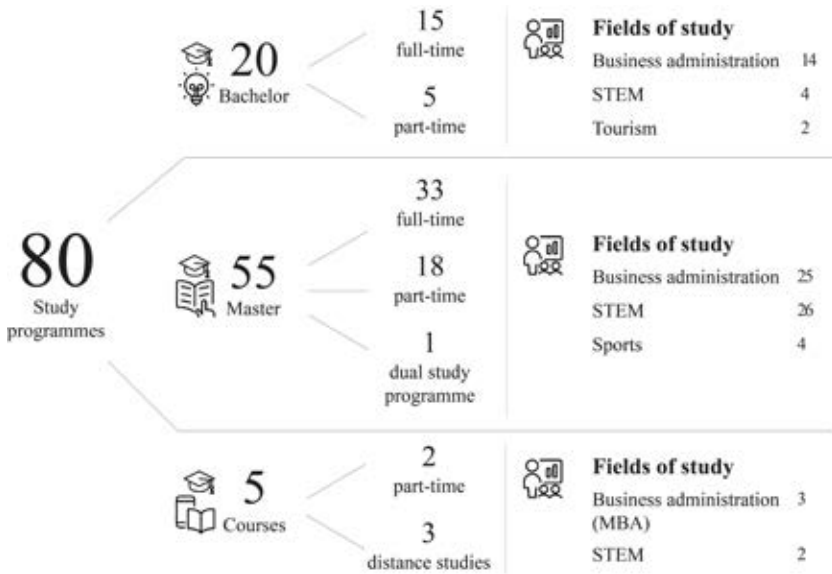 80
Study
programmes
20
Bachelor
15
full-time
5
part-time
Fields of study
Business administration 14
STEM 4
Tourism 2
55
Master
33
full-time
18
part-time
1
dual study
programme
Fields of study
Business administration 25
STEM 26
Sports 4
5
Courses
2
part-time
3
distance studies
Fields of study
Business administration 3
(MBA)
STEM 2